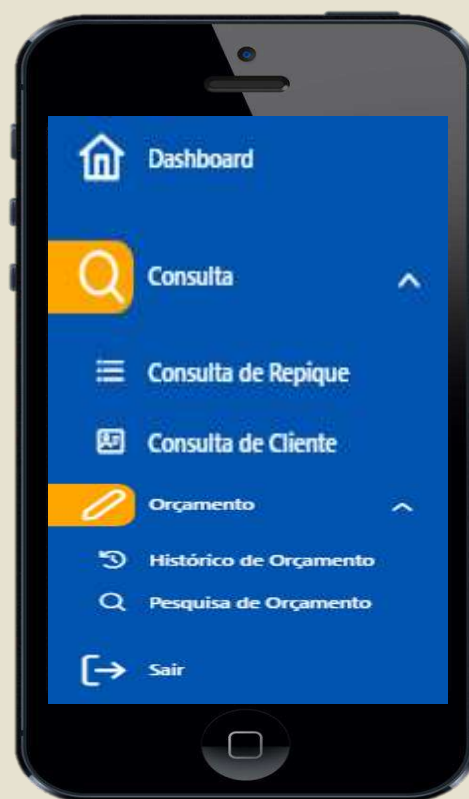 Dashboard
Consulta
Consulta de Repique
Consulta de Cliente
Orçamento
Histórico de Orçamento
Pesquisa de Orçamento
Sair